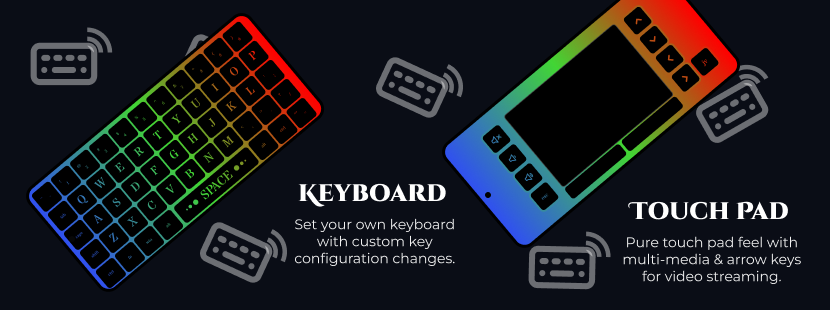 Q W E R T Y U I O P
A S D F G H J K L
Z X C V B N M
SPACE
KEYBOARD
Set your own keyboard
with custom key
configuration changes.
TOUCH PAD
Pure touch pad feel with
multi-media & arrow keys
for video streaming.